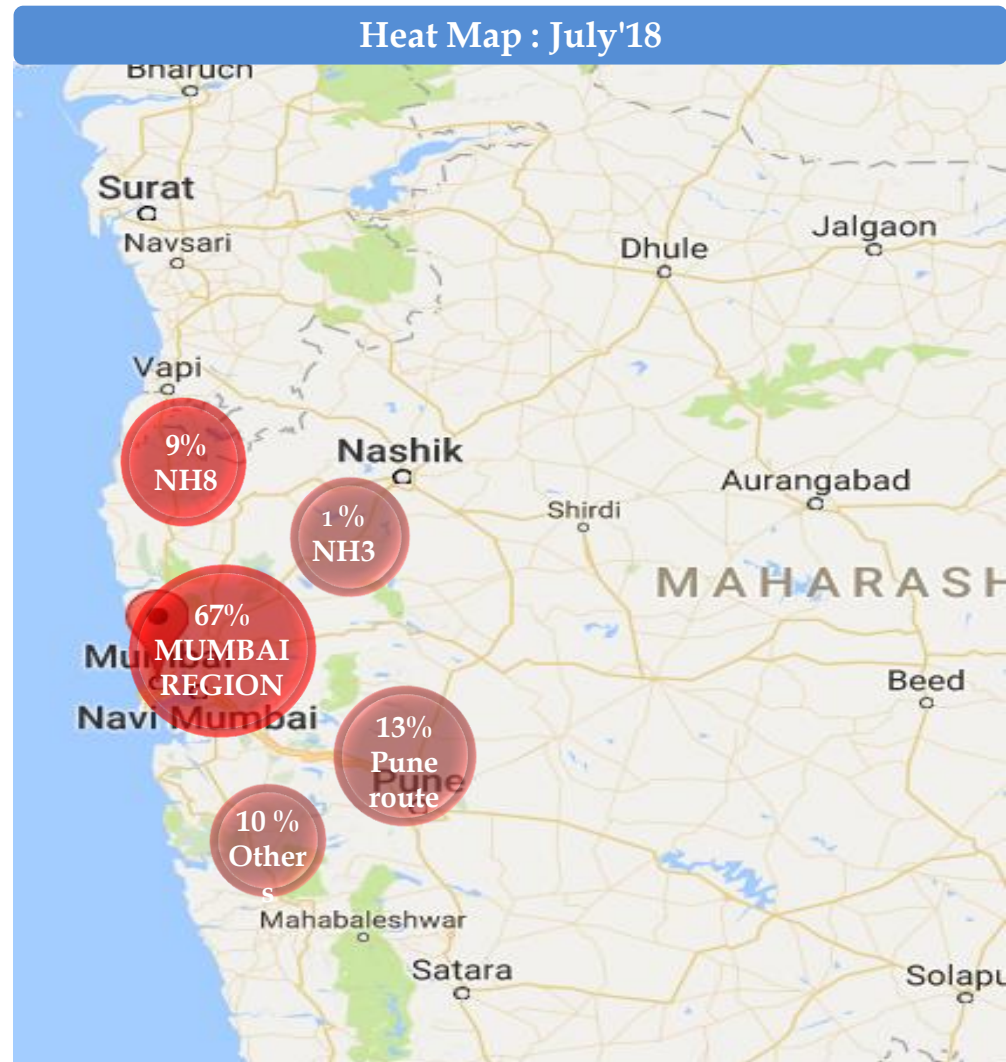 Heat Map : July'18
Bharuch
Surat
Navsari
Dhule
Jalgaon
Vapi
9%
NH8
Nashik
Aurangabad
Shirdi
1 %
NH3
MAHARASH
67%
MUMBAI
REGION
Mumbai
Navi Mumbai
Beed
13%
Pune
route
Pune
10 %
Other
s
Mahabaleshwar
Satara
Solapu